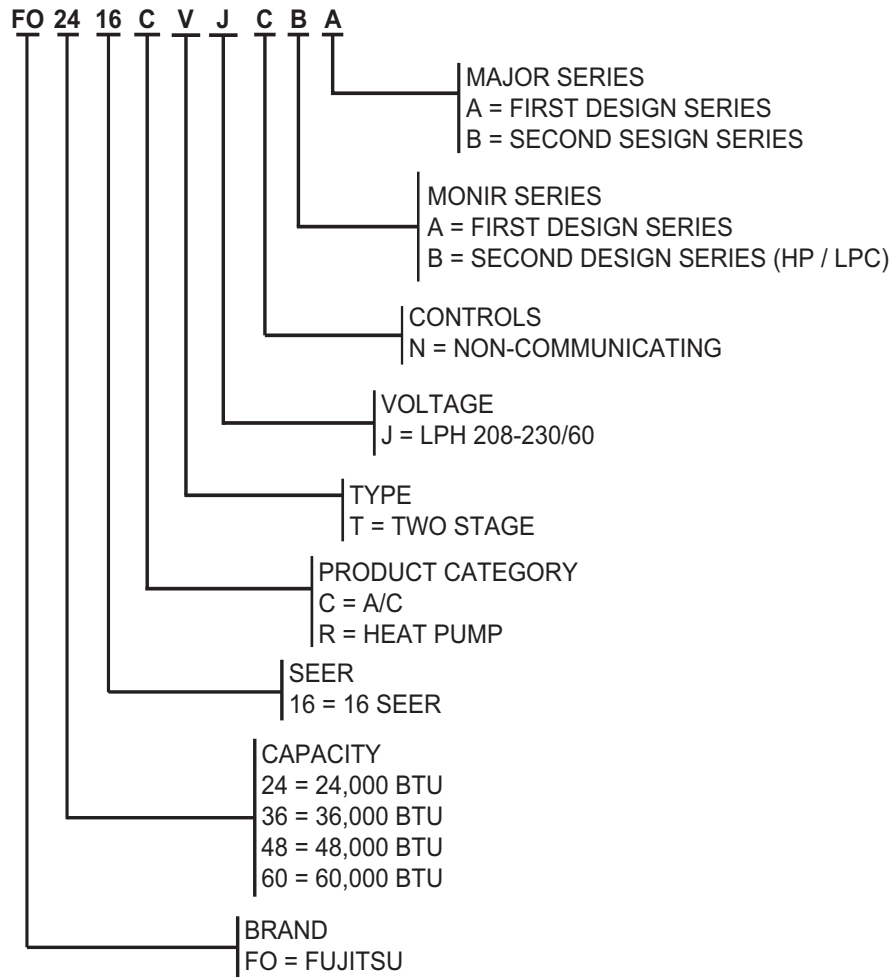 FO 24 16 C V J C B A
MAJOR SERIES
A = FIRST DESIGN SERIES
B = SECOND SESIGN SERIES
MONIR SERIES
A = FIRST DESIGN SERIES
B = SECOND DESIGN SERIES (HP / LPC)
CONTROLS
N = NON-COMMUNICATING
VOLTAGE
J = LPH 208-230/60
TYPE
T = TWO STAGE
PRODUCT CATEGORY
C = A/C
R = HEAT PUMP
SEER
16 = 16 SEER
CAPACITY
24 = 24,000 BTU
36 = 36,000 BTU
48 = 48,000 BTU
60 = 60,000 BTU
BRAND
FO = FUJITSU